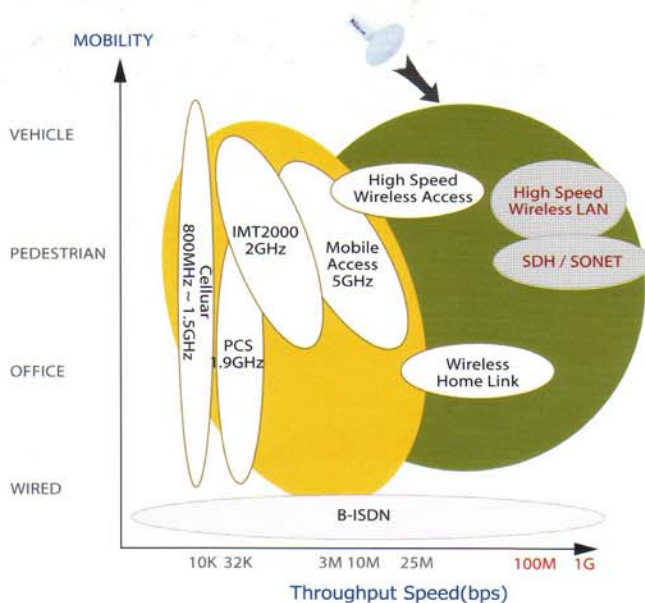 MOBILITY
VEHICLE
PEDESTRIAN
OFFICE
WIRED
Celluar
800MHz ~ 1.5GHz
IMT2000
2GHz
PCS
1.9GHz
Mobile
Access
5GHz
High Speed
Wireless Access
High Speed
Wireless LAN
SDH / SONET
Wireless
Home Link
B-ISDN
10K 32K 3M 10M 25M 100M 1G
Throughput Speed(bps)